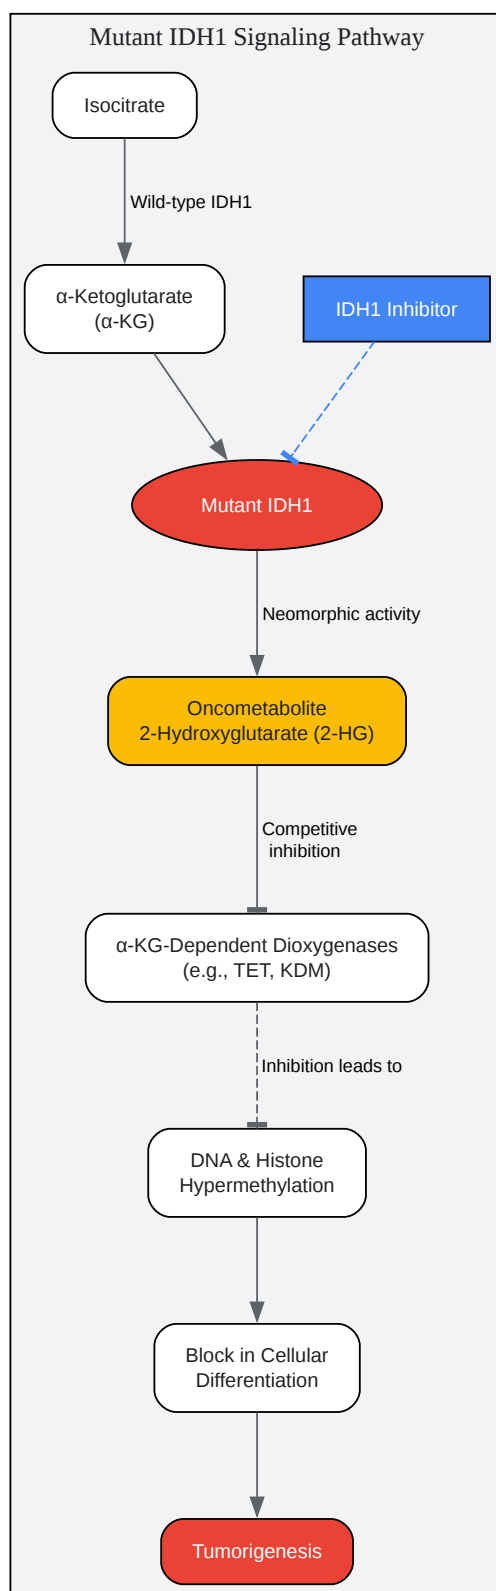 Mutant IDH1 Signaling Pathway
Isocitrate
Wild-type IDH1
α-Ketoglutarate
(α-KG)
IDH1 Inhibitor
Mutant IDH1
Neomorphic activity
Oncometabolite
2-Hydroxyglutarate (2-HG)
Competitive
inhibition
α-KG-Dependent Dioxygenases
(e.g., TET, KDM)
Inhibition leads to
DNA & Histone
Hypermethylation
Block in Cellular
Differentiation
Tumorigenesis